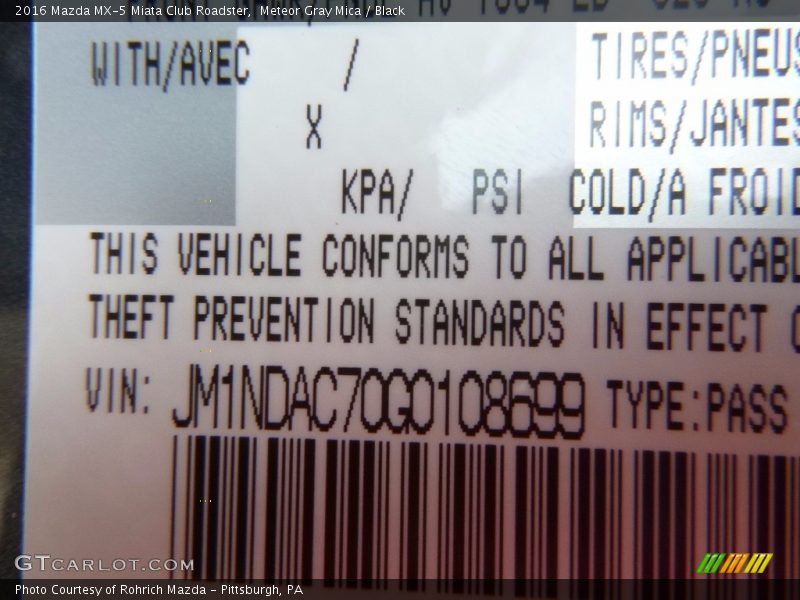 2016 Mazda MX-5 Miata Club Roadster, Meteor Gray Mica / Black
WITH/AVEC / TIRES/PNEUS
X RIMS/JANTES
KPA/ PSI COLD/A FROID
THIS VEHICLE CONFORMS TO ALL APPLICABL
THEFT PREVENTION STANDARDS IN EFFECT
VIN: JM1NDAC70G0108699 TYPE:PASS
GTCARLOT.COM
Photo Courtesy of Rohrich Mazda - Pittsburgh, PA